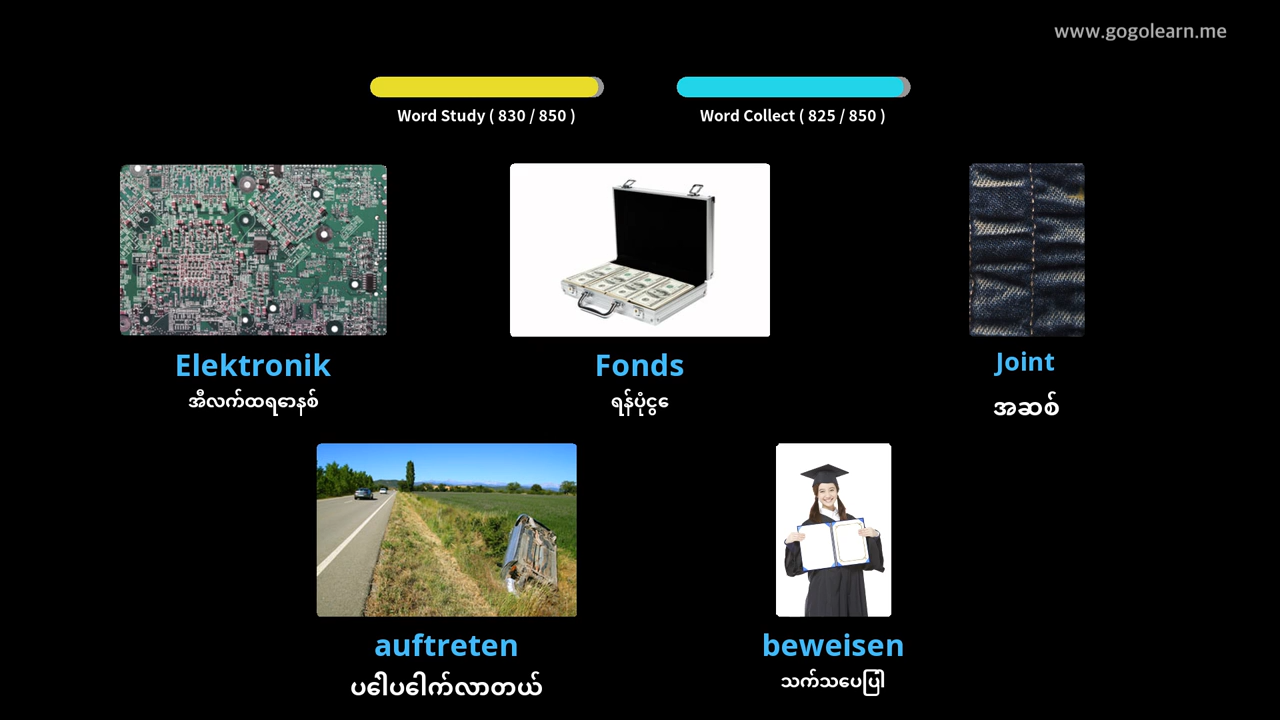 www.gogolearn.me
Word Study ( 830 / 850 )
Word Collect ( 825 / 850 )
Elektronik
အီလက်ထရောနစ်
Fonds
ရန်ပုံငွေ
Joint
အဆစ်
auftreten
ပေါ်ပေါက်လာတယ်
beweisen
သက်သေပြ